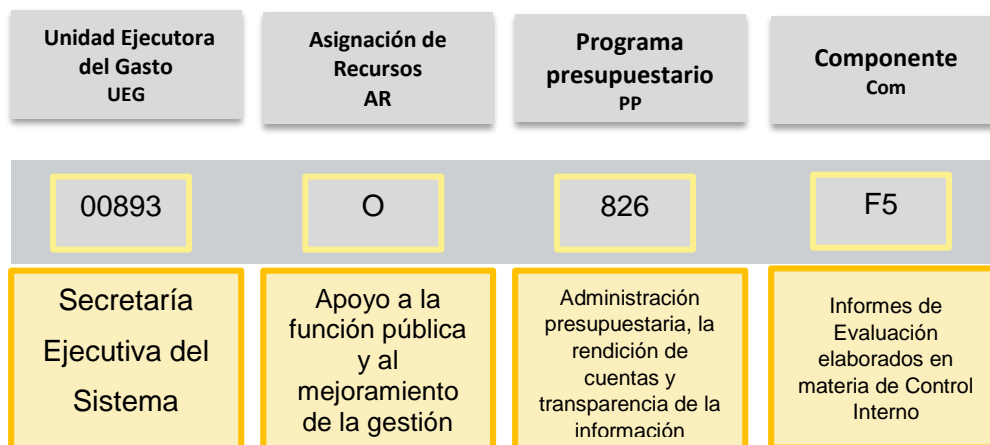 Unidad Ejecutora
del Gasto
UEG
Asignación de
Recursos
AR
Programa
presupuestario
PP
Componente
Com
00893
O
826
F5
Secretaría
Ejecutiva del
Sistema
Apoyo a la
función pública
y al
mejoramiento
de la gestión
Administración
presupuestaria, la
rendición de
cuentas y
transparencia de la
información
Informes de
Evaluación
elaborados en
materia de Control
Interno